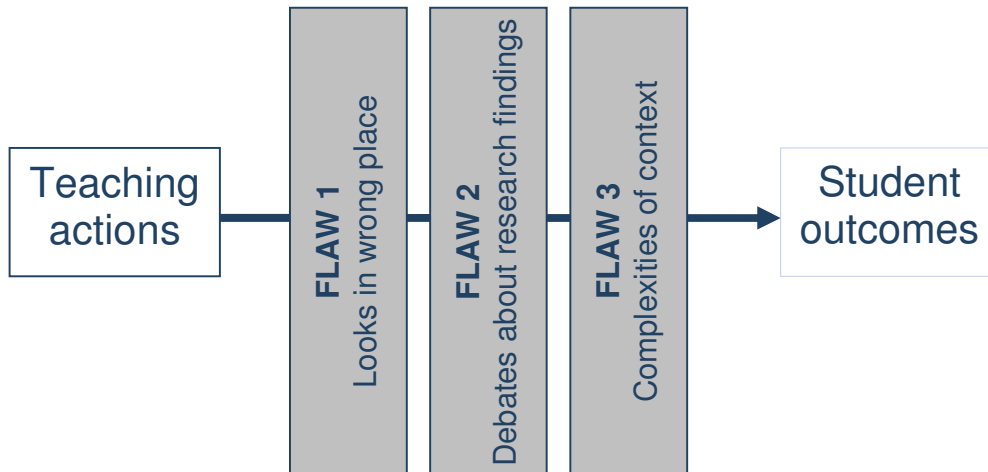 Teaching
actions
FLAW 1
Looks in wrong place
FLAW 2
Debates about research findings
FLAW 3
Complexities of context
Student
outcomes